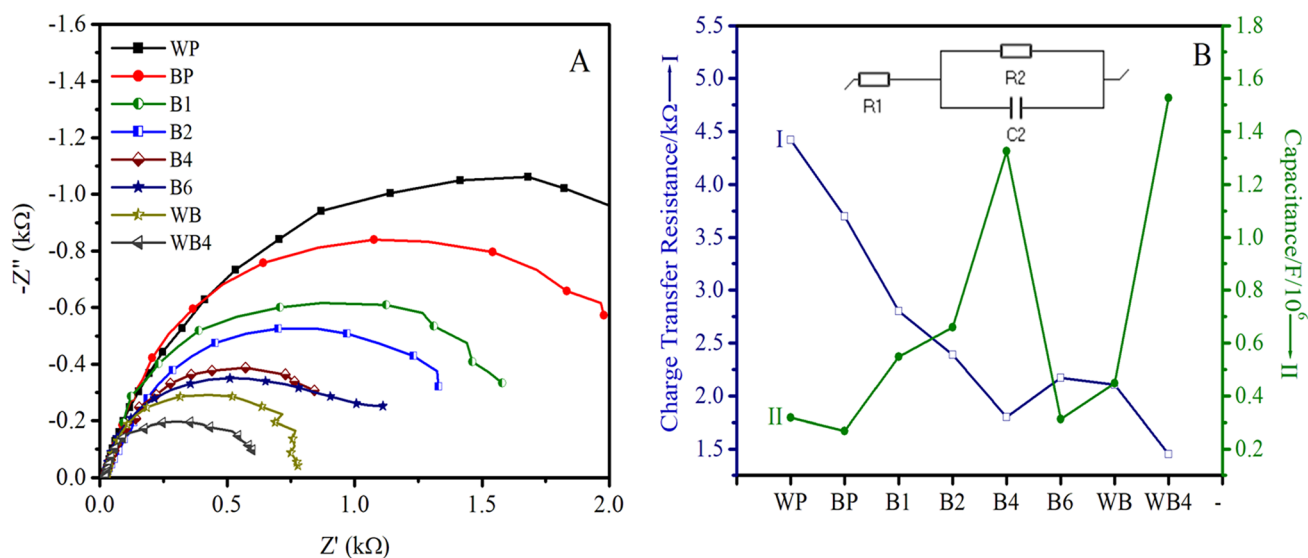 A
-Z'' (kΩ)
-1.6
-1.4
-1.2
-1.0
-0.8
-0.6
-0.4
-0.2
0.0
WP
BP
B1
B2
B4
B6
WB
WB4
0.0
0.5
1.0
1.5
2.0
Z' (kΩ)
B
Charge Transfer Resistance/kΩ→I
5.5
5.0
4.5
4.0
3.5
3.0
2.5
2.0
1.5
I
II
R1
R2
C2
1.8
1.6
1.4
1.2
1.0
0.8
0.6
0.4
0.2
Capacitance/F/10⁶→II
WP
BP
B1
B2
B4
B6
WB
WB4
-